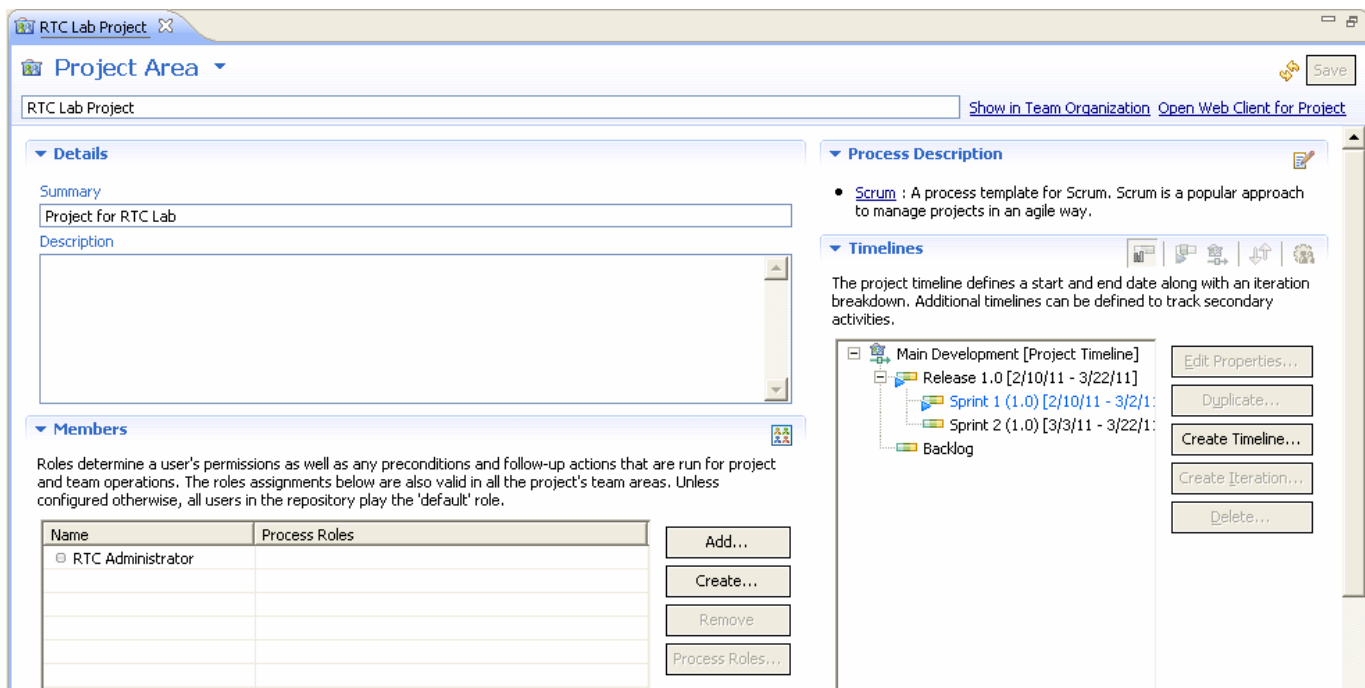 RTC Lab Project
Project Area
Save
RTC Lab Project
Show in Team Organization Open Web Client for Project
Details
Summary
Project for RTC Lab
Description
Members
Roles determine a user's permissions as well as any preconditions and follow-up actions that are run for project
and team operations. The roles assignments below are also valid in all the project's team areas. Unless
configured otherwise, all users in the repository play the 'default' role.
Name Process Roles
RTC Administrator
Add...
Create...
Remove
Process Roles...
Process Description
• Scrum : A process template for Scrum. Scrum is a popular approach
to manage projects in an agile way.
Timelines
The project timeline defines a start and end date along with an iteration
breakdown. Additional timelines can be defined to track secondary
activities.
Main Development [Project Timeline]
Release 1.0 [2/10/11 - 3/22/11]
Sprint 1 (1.0) [2/10/11 - 3/2/1
Sprint 2 (1.0) [3/3/11 - 3/22/1
Backlog
Edit Properties...
Duplicate...
Create Timeline...
Create Iteration...
Delete...